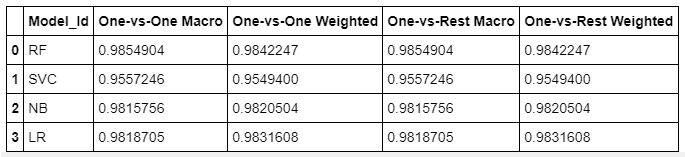 Model_Id One-vs-One Macro One-vs-One Weighted One-vs-Rest Macro One-vs-Rest Weighted
0 RF 0.9854904 0.9842247 0.9854904 0.9842247
1 SVC 0.9557246 0.9549400 0.9557246 0.9549400
2 NB 0.9815756 0.9820504 0.9815756 0.9820504
3 LR 0.9818705 0.9831608 0.9818705 0.9831608